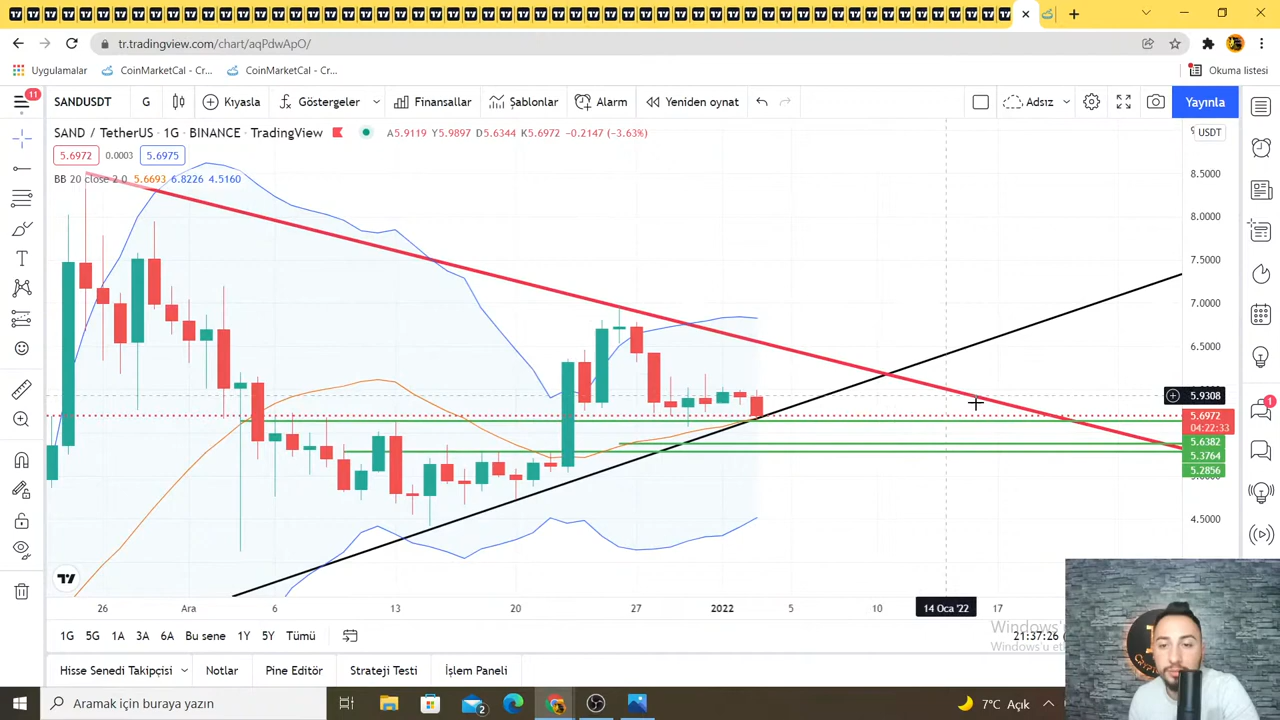 tr.tradingview.com/chart/aqPdwApO/
Uygulamalar
CoinMarketCal - Cr...
CoinMarketCal - Cr...
Okuma listesi
11
SANDUSDT
G
Kıyasla
Göstergeler
Finansallar
Şablonlar
Alarm
Yeniden oynat
Adsız
Yayınla
SAND / TetherUS · 1G · BINANCE · TradingView
A5.9119 Y5.9897 D5.6344 K5.6972 −0.2147 (−3.63%)
USDT
5.6972
0.0003
5.6975
BB 20 close 2 0 5.6693 6.8226 4.5160
8.5000
8.0000
7.5000
7.0000
6.5000
5.9308
5.6972
04:22:33
5.6382
5.3764
5.2856
4.5000
1
26
Ara
6
13
20
27
2022
5
10
14 Oca '22
17
1G
5G
1A
3A
6A
Bu sene
1Y
5Y
Tümü
21:37:26
Windows'u
Windows'u et
Hisse Senedi Takipçisi
Notlar
Pine Editör
Strateji Testi
İşlem Paneli
Aramak için buraya yazın
2
7°C Açık